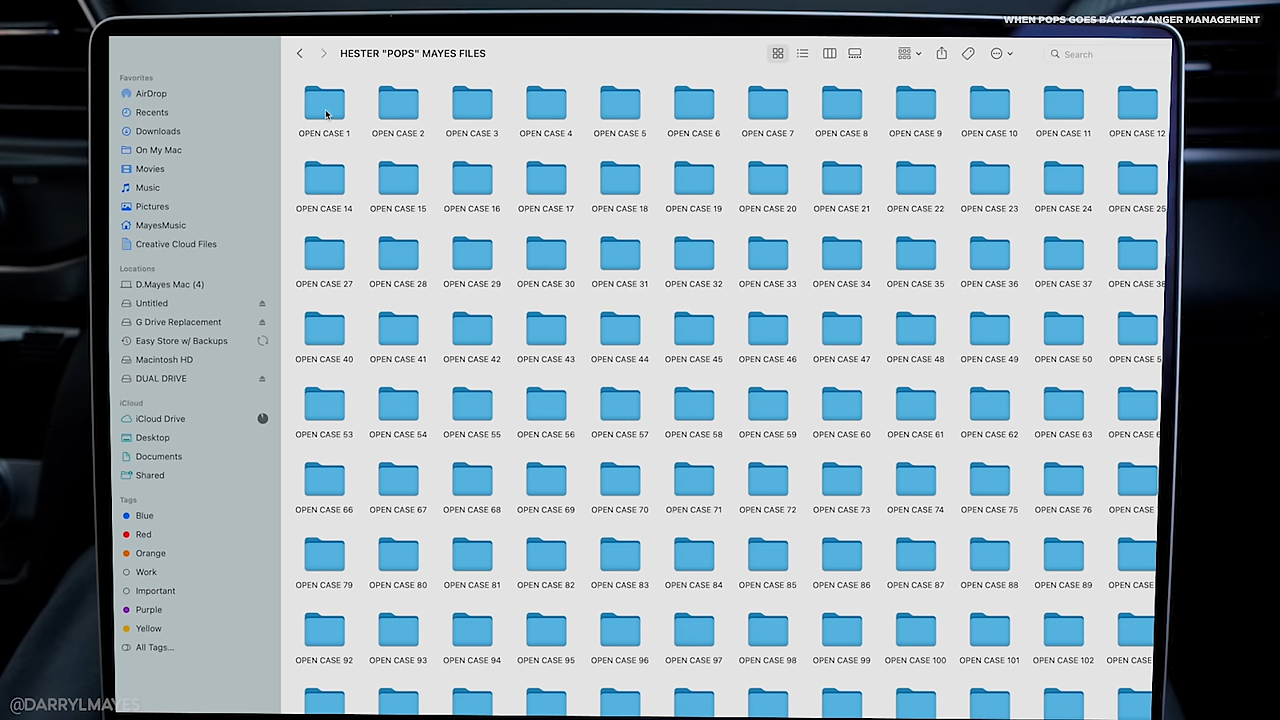 WHEN POPS GOES BACK TO ANGER MANAGEMENT
HESTER "POPS" MAYES FILES
Search
Favorites
AirDrop
Recents
Downloads
On My Mac
Movies
Music
Pictures
MayesMusic
Creative Cloud Files
Locations
D.Mayes Mac (4)
Untitled
G Drive Replacement
Easy Store w/ Backups
Macintosh HD
DUAL DRIVE
iCloud
iCloud Drive
Desktop
Documents
Shared
Tags
Blue
Red
Orange
Work
Important
Purple
Yellow
All Tags...
OPEN CASE 1 OPEN CASE 2 OPEN CASE 3 OPEN CASE 4 OPEN CASE 5 OPEN CASE 6 OPEN CASE 7 OPEN CASE 8 OPEN CASE 9 OPEN CASE 10 OPEN CASE 11 OPEN CASE 12
OPEN CASE 14 OPEN CASE 15 OPEN CASE 16 OPEN CASE 17 OPEN CASE 18 OPEN CASE 19 OPEN CASE 20 OPEN CASE 21 OPEN CASE 22 OPEN CASE 23 OPEN CASE 24 OPEN CASE 25
OPEN CASE 27 OPEN CASE 28 OPEN CASE 29 OPEN CASE 30 OPEN CASE 31 OPEN CASE 32 OPEN CASE 33 OPEN CASE 34 OPEN CASE 35 OPEN CASE 36 OPEN CASE 37 OPEN CASE 38
OPEN CASE 40 OPEN CASE 41 OPEN CASE 42 OPEN CASE 43 OPEN CASE 44 OPEN CASE 45 OPEN CASE 46 OPEN CASE 47 OPEN CASE 48 OPEN CASE 49 OPEN CASE 50 OPEN CASE
OPEN CASE 53 OPEN CASE 54 OPEN CASE 55 OPEN CASE 56 OPEN CASE 57 OPEN CASE 58 OPEN CASE 59 OPEN CASE 60 OPEN CASE 61 OPEN CASE 62 OPEN CASE 63 OPEN CASE
OPEN CASE 66 OPEN CASE 67 OPEN CASE 68 OPEN CASE 69 OPEN CASE 70 OPEN CASE 71 OPEN CASE 72 OPEN CASE 73 OPEN CASE 74 OPEN CASE 75 OPEN CASE 76 OPEN CASE
OPEN CASE 79 OPEN CASE 80 OPEN CASE 81 OPEN CASE 82 OPEN CASE 83 OPEN CASE 84 OPEN CASE 85 OPEN CASE 86 OPEN CASE 87 OPEN CASE 88 OPEN CASE 89 OPEN CASE
OPEN CASE 92 OPEN CASE 93 OPEN CASE 94 OPEN CASE 95 OPEN CASE 96 OPEN CASE 97 OPEN CASE 98 OPEN CASE 99 OPEN CASE 100 OPEN CASE 101 OPEN CASE 102 OPEN CASE
@DARRYLMAYES